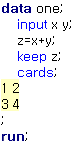 data one;
input x y;
z=x+y;
keep z;
cards;
1 2
3 4
;
run;